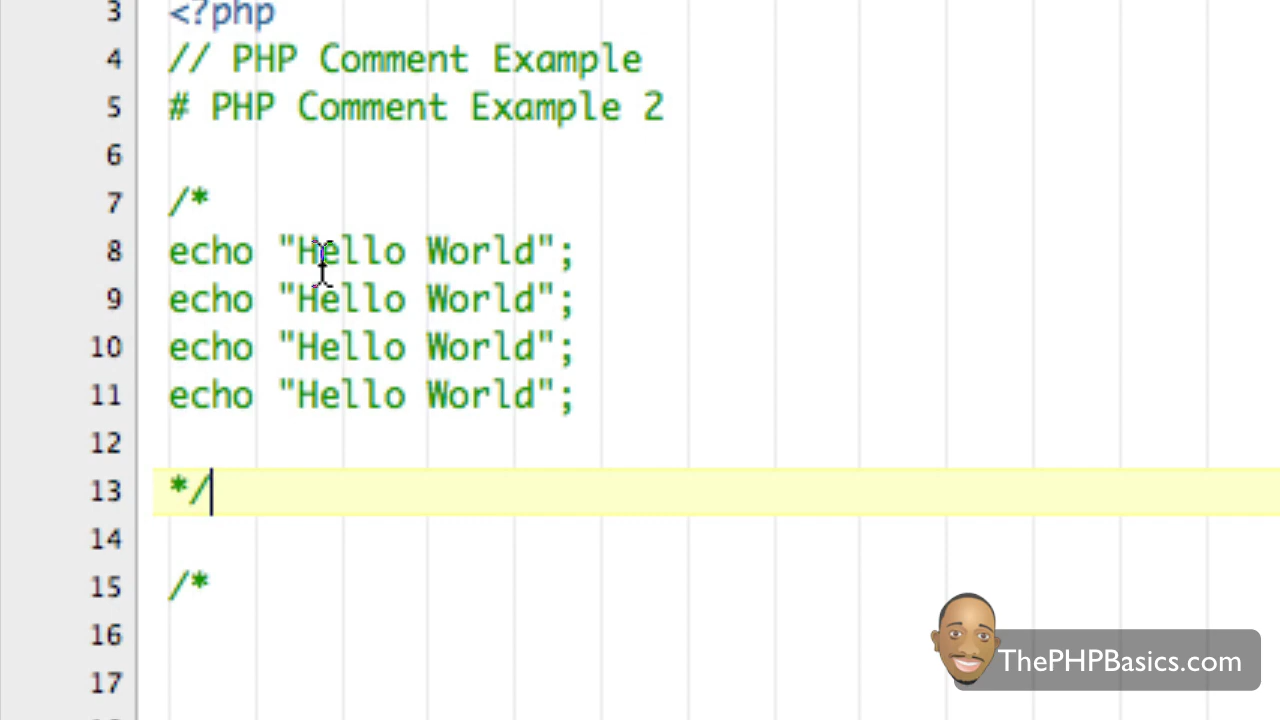 3 <?php
4 // PHP Comment Example
5 # PHP Comment Example 2
6
7 /*
8 echo "Hello World";
9 echo "Hello World";
10 echo "Hello World";
11 echo "Hello World";
12
13 */
14
15 /*
16
17
ThePHPBasics.com